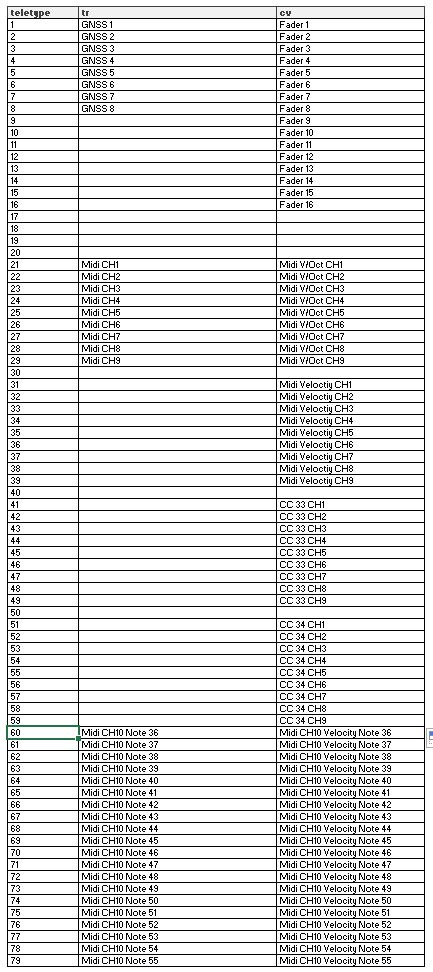 teletype tr cv
1 GNSS 1 Fader 1
2 GNSS 2 Fader 2
3 GNSS 3 Fader 3
4 GNSS 4 Fader 4
5 GNSS 5 Fader 5
6 GNSS 6 Fader 6
7 GNSS 7 Fader 7
8 GNSS 8 Fader 8
9 Fader 9
10 Fader 10
11 Fader 11
12 Fader 12
13 Fader 13
14 Fader 14
15 Fader 15
16 Fader 16
17
18
19
20
21 Midi CH1 Midi V/Oct CH1
22 Midi CH2 Midi V/Oct CH2
23 Midi CH3 Midi V/Oct CH3
24 Midi CH4 Midi V/Oct CH4
25 Midi CH5 Midi V/Oct CH5
26 Midi CH6 Midi V/Oct CH6
27 Midi CH7 Midi V/Oct CH7
28 Midi CH8 Midi V/Oct CH8
29 Midi CH9 Midi V/Oct CH9
30
31 Midi Veloctiy CH1
32 Midi Veloctiy CH2
33 Midi Veloctiy CH3
34 Midi Veloctiy CH4
35 Midi Veloctiy CH5
36 Midi Veloctiy CH6
37 Midi Veloctiy CH7
38 Midi Veloctiy CH8
39 Midi Veloctiy CH9
40
41 CC 33 CH1
42 CC 33 CH2
43 CC 33 CH3
44 CC 33 CH4
45 CC 33 CH5
46 CC 33 CH6
47 CC 33 CH7
48 CC 33 CH8
49 CC 33 CH9
50
51 CC 34 CH1
52 CC 34 CH2
53 CC 34 CH3
54 CC 34 CH4
55 CC 34 CH5
56 CC 34 CH6
57 CC 34 CH7
58 CC 34 CH8
59 CC 34 CH9
60 Midi CH10 Note 36 Midi CH10 Velocity Note 36
61 Midi CH10 Note 37 Midi CH10 Velocity Note 37
62 Midi CH10 Note 38 Midi CH10 Velocity Note 38
63 Midi CH10 Note 39 Midi CH10 Velocity Note 39
64 Midi CH10 Note 40 Midi CH10 Velocity Note 40
65 Midi CH10 Note 41 Midi CH10 Velocity Note 41
66 Midi CH10 Note 42 Midi CH10 Velocity Note 42
67 Midi CH10 Note 43 Midi CH10 Velocity Note 43
68 Midi CH10 Note 44 Midi CH10 Velocity Note 44
69 Midi CH10 Note 45 Midi CH10 Velocity Note 45
70 Midi CH10 Note 46 Midi CH10 Velocity Note 46
71 Midi CH10 Note 47 Midi CH10 Velocity Note 47
72 Midi CH10 Note 48 Midi CH10 Velocity Note 48
73 Midi CH10 Note 49 Midi CH10 Velocity Note 49
74 Midi CH10 Note 50 Midi CH10 Velocity Note 50
75 Midi CH10 Note 51 Midi CH10 Velocity Note 51
76 Midi CH10 Note 52 Midi CH10 Velocity Note 52
77 Midi CH10 Note 53 Midi CH10 Velocity Note 53
78 Midi CH10 Note 54 Midi CH10 Velocity Note 54
79 Midi CH10 Note 55 Midi CH10 Velocity Note 55